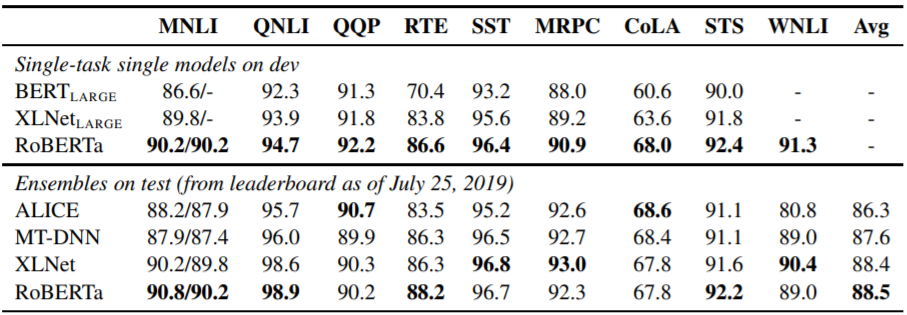 MNLI QNLI QQP RTE SST MRPC CoLA STS WNLI Avg
Single-task single models on dev
BERTLARGE 86.6/- 92.3 91.3 70.4 93.2 88.0 60.6 90.0 - -
XLNetLARGE 89.8/- 93.9 91.8 83.8 95.6 89.2 63.6 91.8 - -
RoBERTa 90.2/90.2 94.7 92.2 86.6 96.4 90.9 68.0 92.4 91.3 -
Ensembles on test (from leaderboard as of July 25, 2019)
ALICE 88.2/87.9 95.7 90.7 83.5 95.2 92.6 68.6 91.1 80.8 86.3
MT-DNN 87.9/87.4 96.0 89.9 86.3 96.5 92.7 68.4 91.1 89.0 87.6
XLNet 90.2/89.8 98.6 90.3 86.3 96.8 93.0 67.8 91.6 90.4 88.4
RoBERTa 90.8/90.2 98.9 90.2 88.2 96.7 92.3 67.8 92.2 89.0 88.5